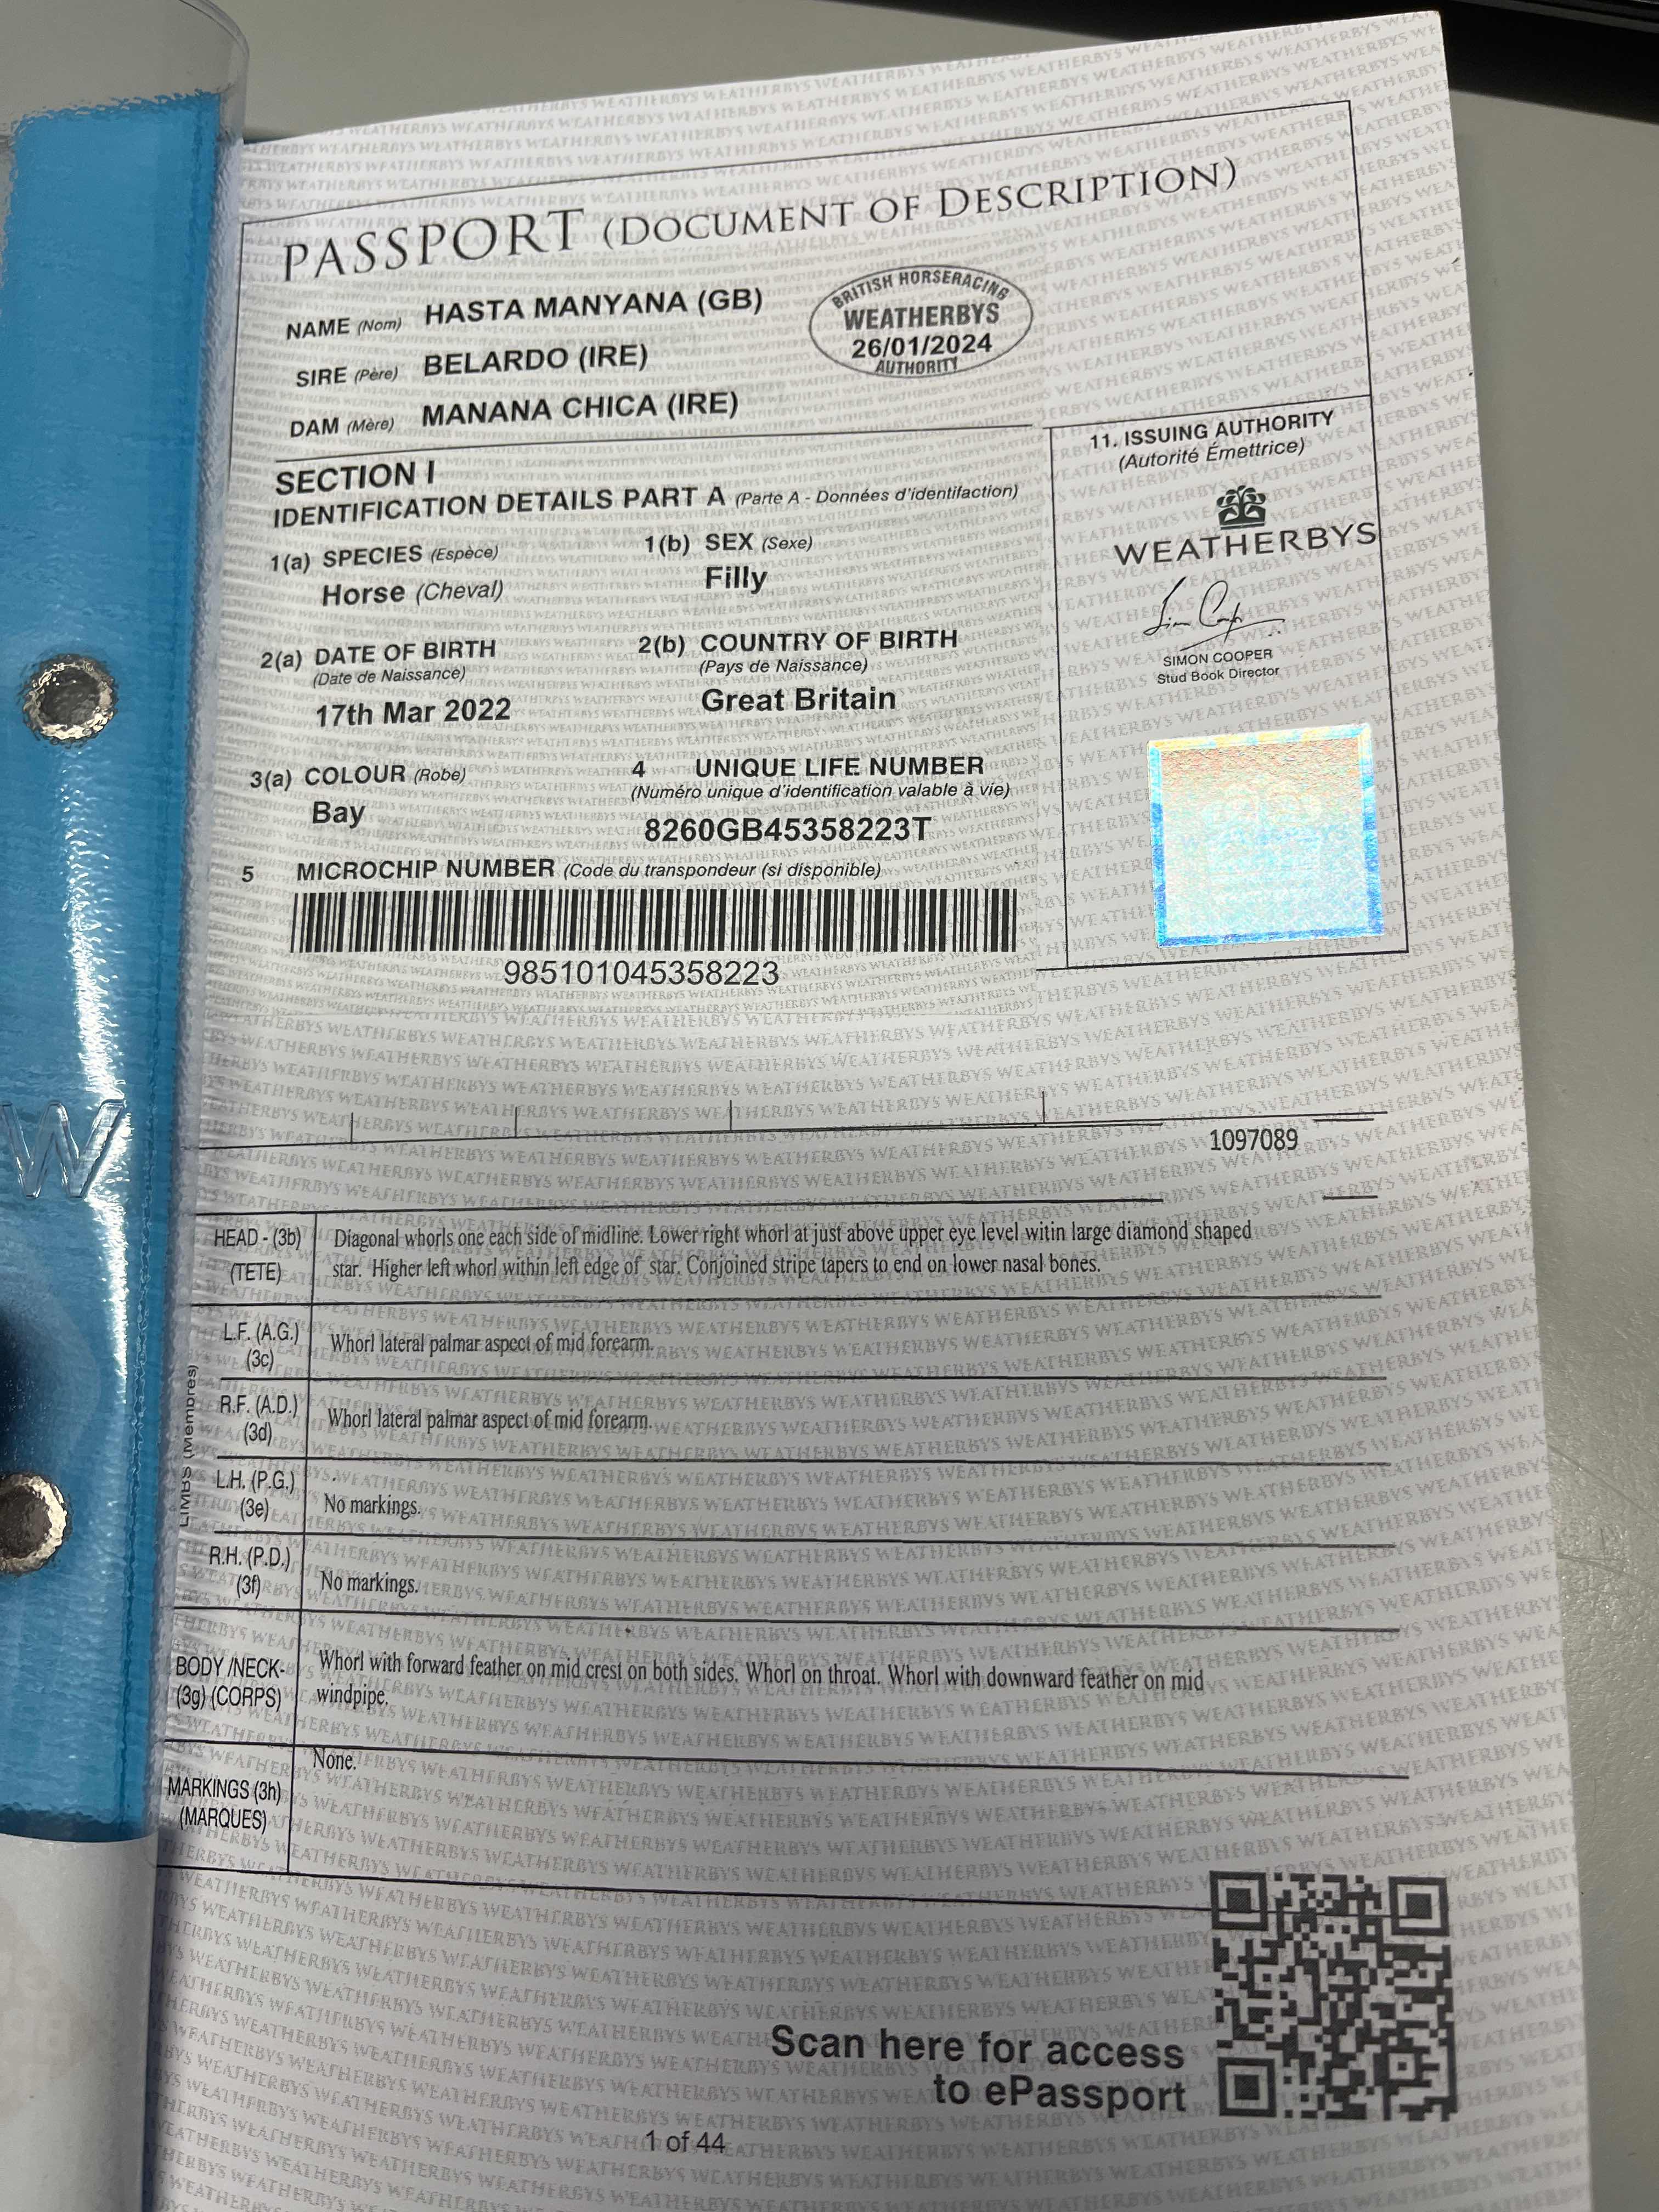 PASSPORT (DOCUMENT OF DESCRIPTION)
NAME (Nom) HASTA MANYANA (GB)
SIRE (Père) BELARDO (IRE)
DAM (Mère) MANANA CHICA (IRE)
BRITISH HORSERACING
WEATHERBYS
26/01/2024
AUTHORITY
SECTION I
IDENTIFICATION DETAILS PART A (Parte A - Données d'identifaction)
1(a) SPECIES (Espèce)
Horse (Cheval)
1(b) SEX (Sexe)
Filly
2(a) DATE OF BIRTH
(Date de Naissance)
17th Mar 2022
2(b) COUNTRY OF BIRTH
(Pays de Naissance)
Great Britain
3(a) COLOUR (Robe)
Bay
4 UNIQUE LIFE NUMBER
(Numéro unique d'identification valable à vie)
8260GB45358223T
5 MICROCHIP NUMBER (Code du transpondeur (si disponible)
985101045358223
11. ISSUING AUTHORITY
(Autorité Émettrice)
WEATHERBYS
SIMON COOPER
Stud Book Director
1097089
HEAD - (3b)
(TETE)
Diagonal whorls one each side of midline. Lower right whorl at just above upper eye level witin large diamond shaped
star. Higher left whorl within left edge of star. Conjoined stripe tapers to end on lower nasal bones.
LIMBS (Membres)
L.F. (A.G.)
(3c)
Whorl lateral palmar aspect of mid forearm.
R.F. (A.D.)
(3d)
Whorl lateral palmar aspect of mid forearm.
L.H. (P.G.)
(3e)
No markings.
R.H. (P.D.)
(3f)
No markings.
BODY /NECK-
(3g) (CORPS)
Whorl with forward feather on mid crest on both sides. Whorl on throat. Whorl with downward feather on mid
windpipe.
MARKINGS (3h)
(MARQUES)
None.
Scan here for access
to ePassport
1 of 44
W